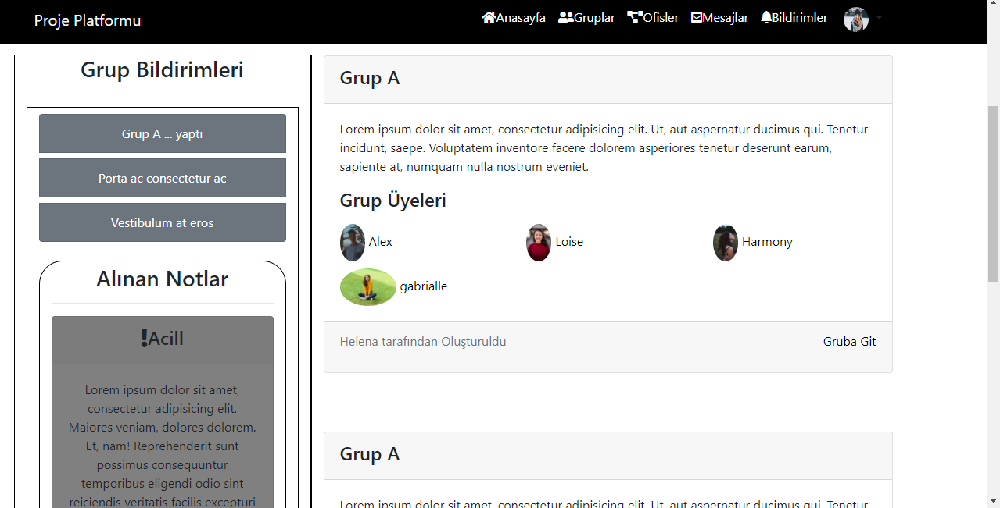 Proje Platformu
Anasayfa Gruplar Ofisler Mesajlar Bildirimler
Grup Bildirimleri
Grup A ... yaptı
Porta ac consectetur ac
Vestibulum at eros
Alınan Notlar
Acill
Lorem ipsum dolor sit amet,
consectetur adipisicing elit.
Maiores veniam, dolores dolorem.
Et, nam! Reprehenderit sunt
possimus consequuntur
temporibus eligendi odio sint
reiciendis veritatis facilis excepturi
Grup A
Lorem ipsum dolor sit amet, consectetur adipisicing elit. Ut, aut aspernatur ducimus qui. Tenetur
incidunt, saepe. Voluptatem inventore facere dolorem asperiores tenetur deserunt earum,
sapiente at, numquam nulla nostrum eveniet.
Grup Üyeleri
Alex Loise Harmony
gabrialle
Helena tarafından Oluşturuldu Gruba Git
Grup A
Lorem ipsum dolor sit amet, consectetur adipisicing elit. Ut, aut aspernatur ducimus qui. Tenetur